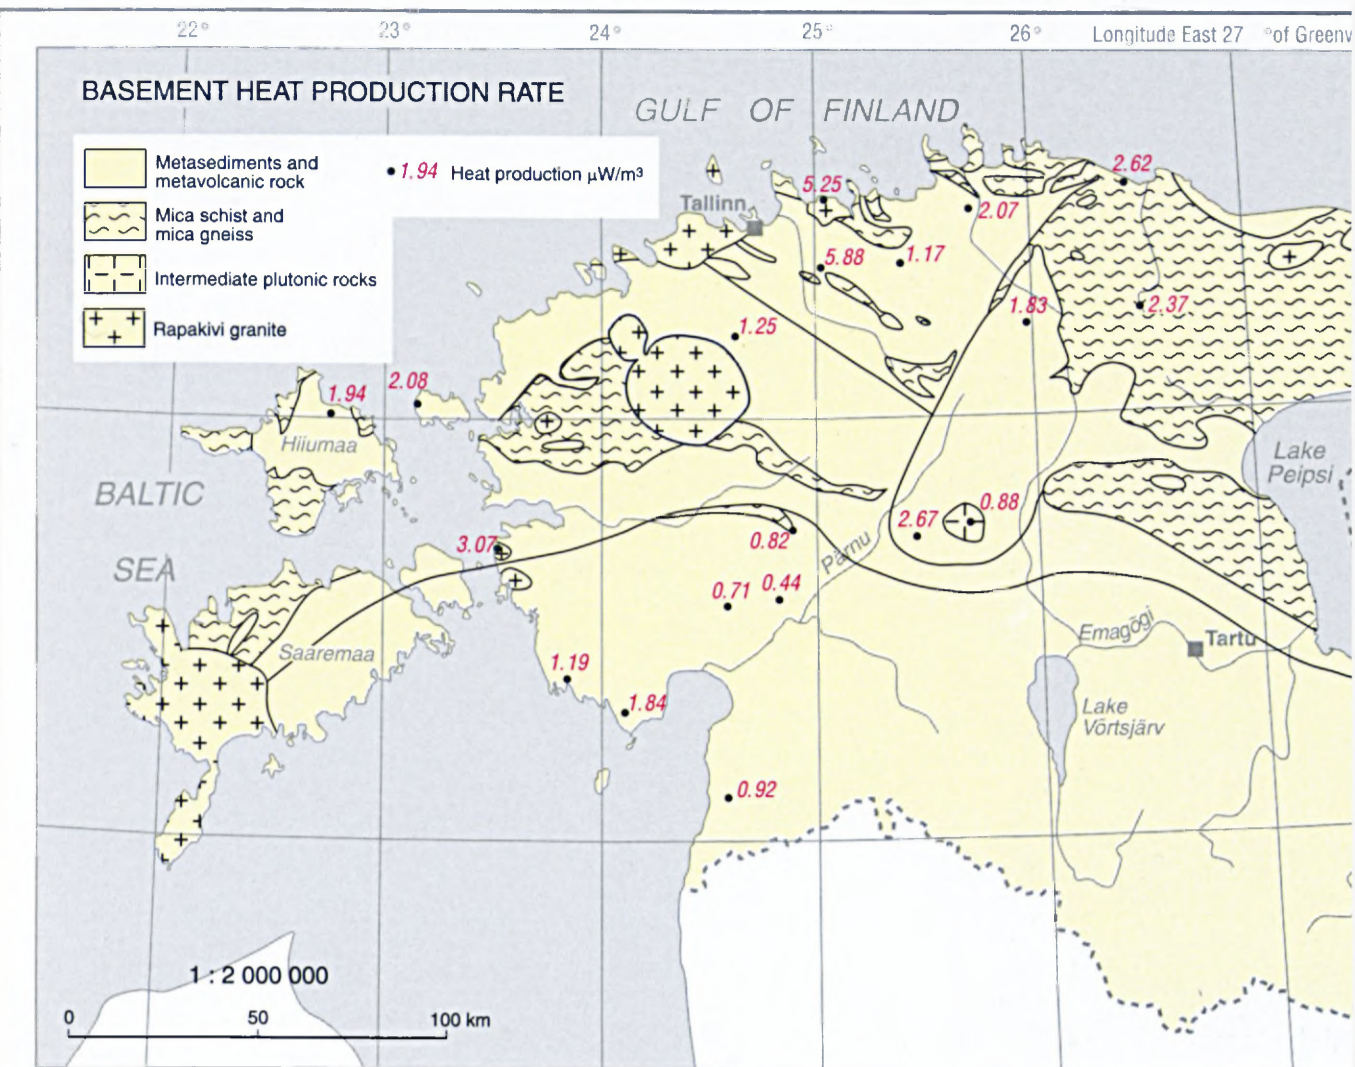 22° 23° 24° 25° 26° Longitude East 27 °of Greenw
BASEMENT HEAT PRODUCTION RATE
GULF OF FINLAND
Metasediments and
metavolcanic rock
•1.94 Heat production µW/m³
Mica schist and
mica gneiss
Intermediate plutonic rocks
Rapakivi granite
Tallinn
5.25
2.62
2.07
5.88
1.17
1.83
2.37
1.25
2.08
1.94
Hiiumaa
Lake
Peipsi
BALTIC
SEA
2.67
0.88
3.07
0.82
Pärnu
0.71
0.44
Emagõgi
Tartu
Saaremaa
1.19
1.84
Lake
Võrtsjärv
0.92
1 : 2 000 000
0 50 100 km